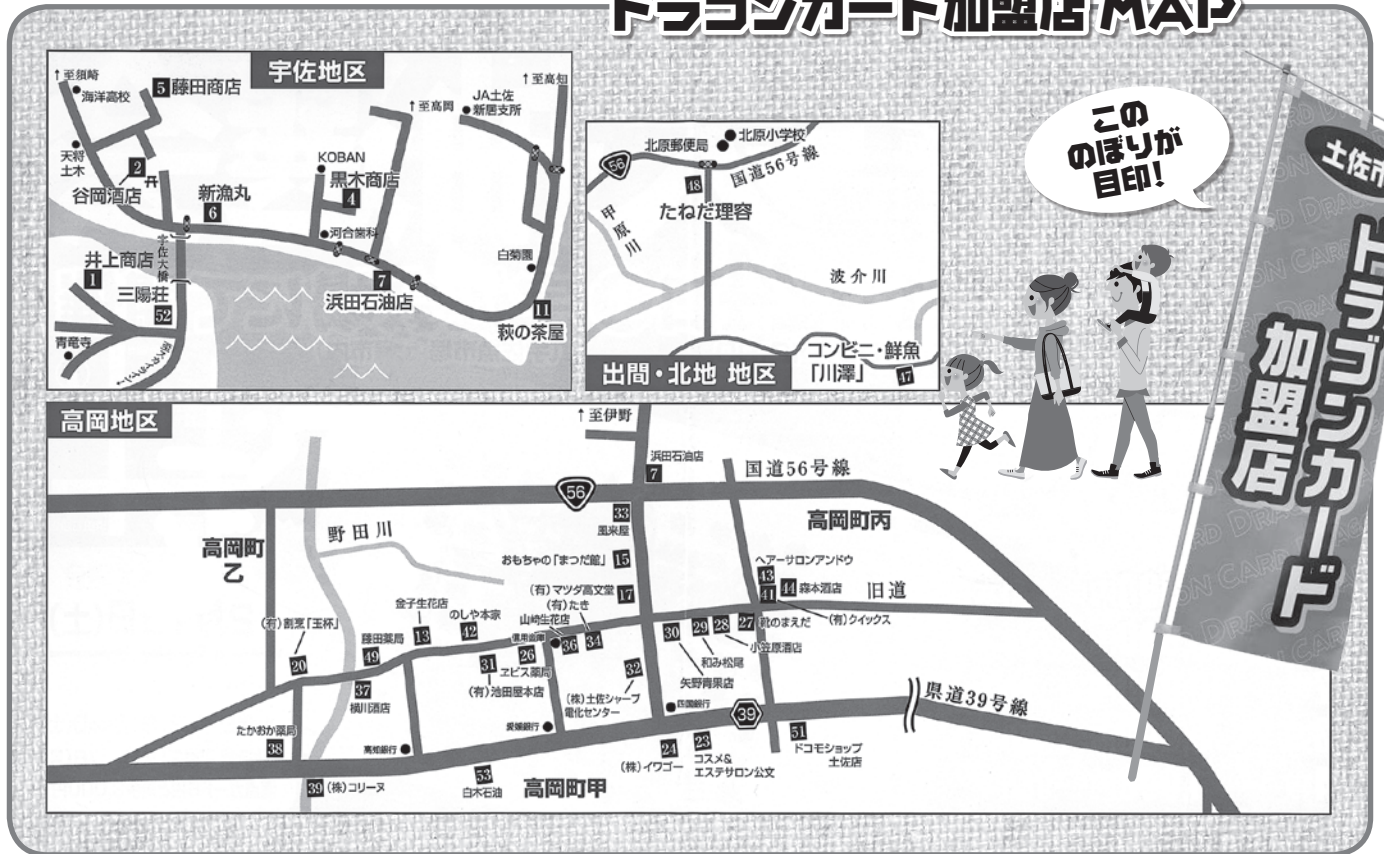 ドラゴンカード加盟店 MAP
宇佐地区
↑至須崎
海洋高校
5 藤田商店
天将
土木
2
谷岡酒店
新漁丸
6
KOBAN
黒木商店
4
河合歯科
↑至高岡
JA土佐
新居支所
↑至高知
宇佐大橋
井上商店
1
三陽荘
52
青竜寺
7
浜田石油店
白菊園
11
萩の茶屋
北原郵便局
北原小学校
56
国道56号線
48
たねだ理容
甲原川
波介川
コンビニ・鮮魚
「川澤」
47
出間・北地 地区
この
のぼりが
目印!
土佐市
ドラゴンカード
加盟店
高岡地区
↑至伊野
浜田石油店
7
国道56号線
56
33
風来屋
高岡町丙
高岡町
乙
野田川
おもちゃの「まつだ館」 15
(有)マツダ高文堂 17
(有)たき
山崎生花店
信用金庫
36
34
ヘアーサロンアンドウ
43
44 森本酒店
41
旧道
(有)クイックス
金子生花店
13
のしや本家
42
(有)割烹「玉杯」
20
藤田薬局
49
37
横川酒店
31
(有)池田屋本店
26
ヱビス薬局
32
(株)土佐シャープ
電化センター
30
29
28
27
靴のまえだ
小笠原酒店
和み松尾
矢野青果店
四国銀行
39
県道39号線
たかおか薬局
38
高知銀行
愛媛銀行
24
(株)イワゴー
23
コスメ&
エステサロン公文
51
ドコモショップ
土佐店
39 (株)コリーヌ
53
白木石油
高岡町甲